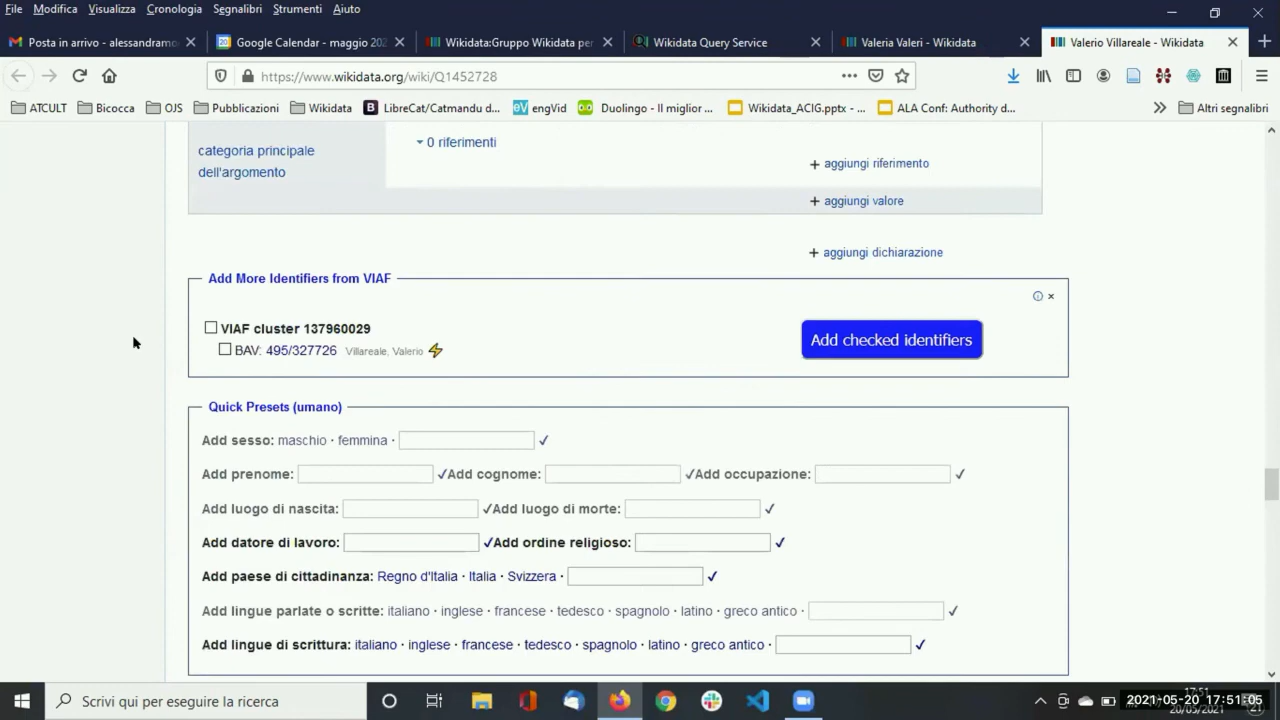 File Modifica Visualizza Cronologia Segnalibri Strumenti Aiuto
Posta in arrivo - alessandramo
Google Calendar - maggio 202
Wikidata:Gruppo Wikidata per
Wikidata Query Service
Valeria Valeri - Wikidata
Valerio Villareale - Wikidata
https://www.wikidata.org/wiki/Q1452728
ATCULT Bicocca OJS Pubblicazioni Wikidata LibreCat/Catmandu d... engVid Duolingo - Il miglior ... Wikidata_ACIG.pptx - ... ALA Conf: Authority d... Altri segnalibri
0 riferimenti
categoria principale
dell'argomento
+ aggiungi riferimento
+ aggiungi valore
+ aggiungi dichiarazione
Add More Identifiers from VIAF
VIAF cluster 137960029
BAV: 495/327726 Villareale, Valerio
Add checked identifiers
Quick Presets (umano)
Add sesso: maschio · femmina ·
Add prenome: ✓Add cognome: ✓Add occupazione: ✓
Add luogo di nascita: ✓Add luogo di morte: ✓
Add datore di lavoro: ✓Add ordine religioso: ✓
Add paese di cittadinanza: Regno d'Italia · Italia · Svizzera · ✓
Add lingue parlate o scritte: italiano · inglese · francese · tedesco · spagnolo · latino · greco antico · ✓
Add lingue di scrittura: italiano · inglese · francese · tedesco · spagnolo · latino · greco antico · ✓
Scrivi qui per eseguire la ricerca
2021-05-20 17:51:05
17:51
20/05/2021